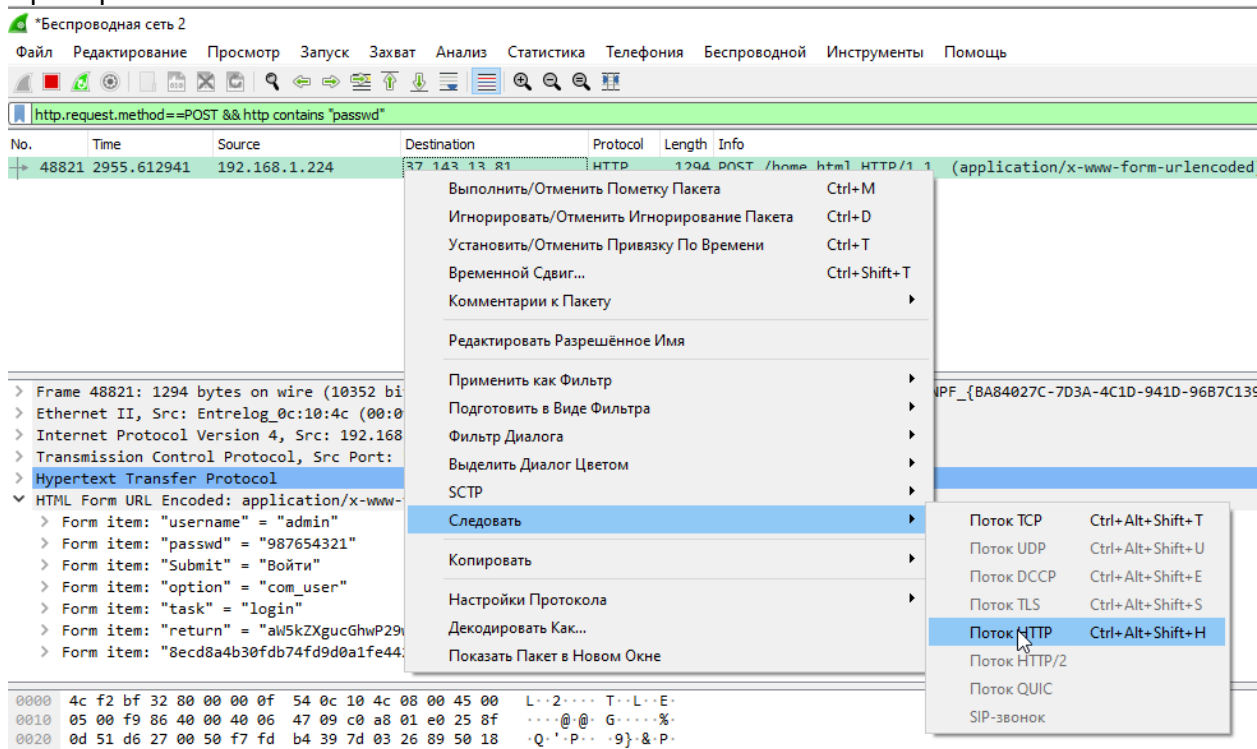 *Беспроводная сеть 2
Файл Редактирование Просмотр Запуск Захват Анализ Статистика Телефония Беспроводной Инструменты Помощь
http.request.method==POST && http contains "passwd"
No. Time Source Destination Protocol Length Info
48821 2955.612941 192.168.1.224 37.143.13.81 HTTP 1294 POST /home.html HTTP/1.1 (application/x-www-form-urlencoded
Выполнить/Отменить Пометку Пакета Ctrl+M
Игнорировать/Отменить Игнорирование Пакета Ctrl+D
Установить/Отменить Привязку По Времени Ctrl+T
Временной Сдвиг... Ctrl+Shift+T
Комментарии к Пакету
Редактировать Разрешённое Имя
Применить как Фильтр
Подготовить в Виде Фильтра
Фильтр Диалога
Выделить Диалог Цветом
SCTP
Следовать
Копировать
Настройки Протокола
Декодировать Как...
Показать Пакет в Новом Окне
Поток TCP Ctrl+Alt+Shift+T
Поток UDP Ctrl+Alt+Shift+U
Поток DCCP Ctrl+Alt+Shift+E
Поток TLS Ctrl+Alt+Shift+S
Поток HTTP Ctrl+Alt+Shift+H
Поток HTTP/2
Поток QUIC
SIP-звонок
Frame 48821: 1294 bytes on wire (10352 bi
NPF_{BA84027C-7D3A-4C1D-941D-96B7C139
Ethernet II, Src: Entrelog_0c:10:4c (00:0
Internet Protocol Version 4, Src: 192.168
Transmission Control Protocol, Src Port:
Hypertext Transfer Protocol
HTML Form URL Encoded: application/x-www-
Form item: "username" = "admin"
Form item: "passwd" = "987654321"
Form item: "Submit" = "Войти"
Form item: "option" = "com_user"
Form item: "task" = "login"
Form item: "return" = "aW5kZXgucGhwP29
Form item: "8ecd8a4b30fdb74fd9d0a1fe44
0000 4c f2 bf 32 80 00 00 0f 54 0c 10 4c 08 00 45 00 L··2···· T··L··E·
0010 05 00 f9 86 40 00 40 06 47 09 c0 a8 01 e0 25 8f ····@·@· G·····%·
0020 0d 51 d6 27 00 50 f7 fd b4 39 7d 03 26 89 50 18 ·Q·'·P·· ·9}·&·P·